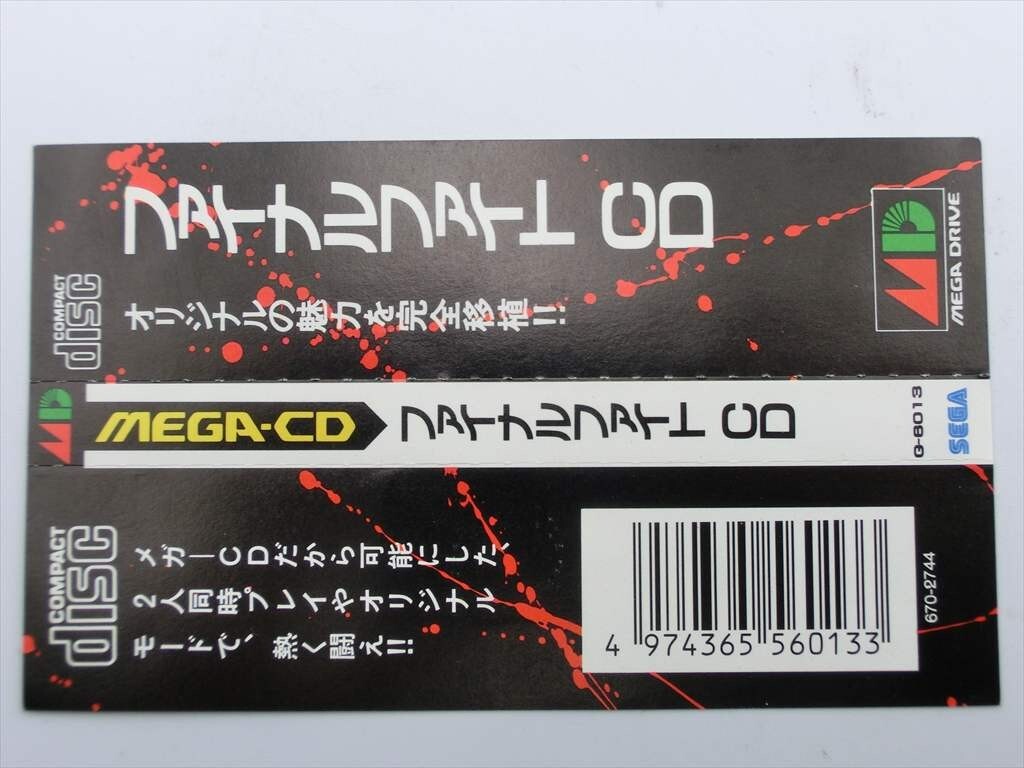 COMPACT
disc
ファイナルファイト CD
オリジナルの魅力を完全移植!!
MD
MEGA DRIVE
MD
MEGA-CD
ファイナルファイト CD
G-8013
SEGA
COMPACT
disc
メガーCDだから可能にした、
2人同時プレイやオリジナル
モードで、熱く闘え!!
4 974365 560133
670-2744